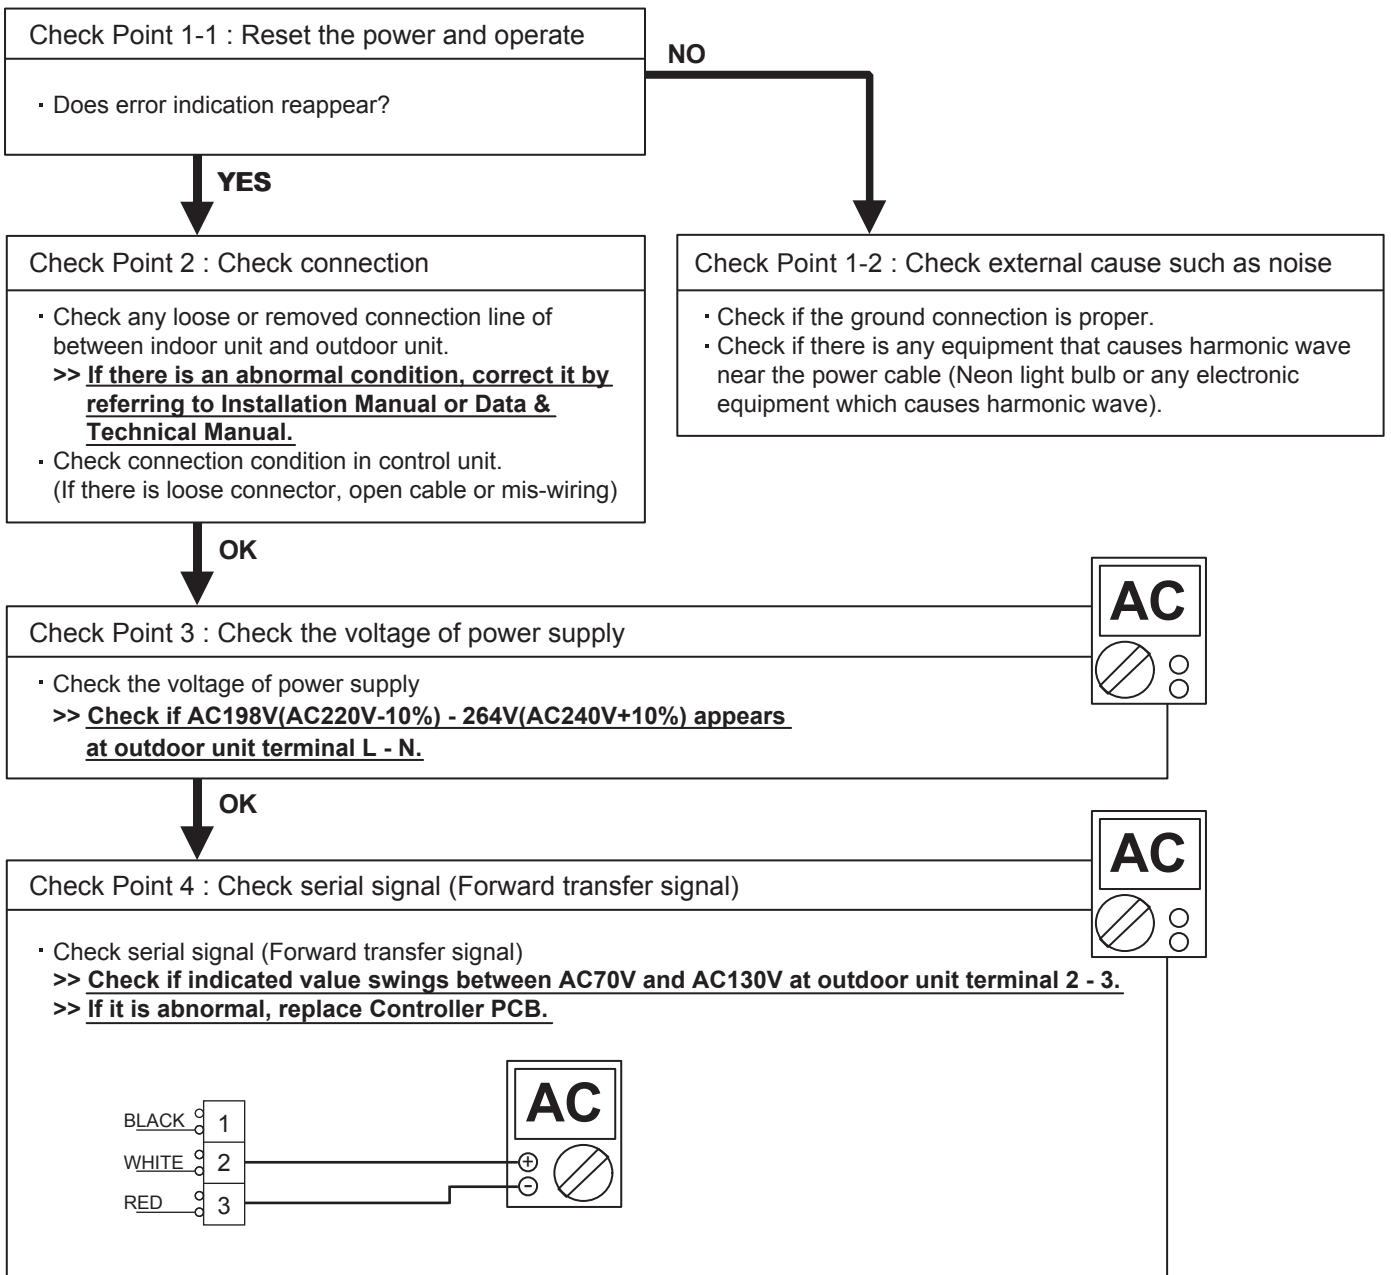 Check Point 1-1 : Reset the power and operate
· Does error indication reappear?
NO
YES
Check Point 2 : Check connection
· Check any loose or removed connection line of
between indoor unit and outdoor unit.
>> If there is an abnormal condition, correct it by
referring to Installation Manual or Data &
Technical Manual.
· Check connection condition in control unit.
(If there is loose connector, open cable or mis-wiring)
Check Point 1-2 : Check external cause such as noise
· Check if the ground connection is proper.
· Check if there is any equipment that causes harmonic wave
near the power cable (Neon light bulb or any electronic
equipment which causes harmonic wave).
OK
Check Point 3 : Check the voltage of power supply
AC
· Check the voltage of power supply
>> Check if AC198V(AC220V-10%) - 264V(AC240V+10%) appears
at outdoor unit terminal L - N.
OK
Check Point 4 : Check serial signal (Forward transfer signal)
AC
· Check serial signal (Forward transfer signal)
>> Check if indicated value swings between AC70V and AC130V at outdoor unit terminal 2 - 3.
>> If it is abnormal, replace Controller PCB.
AC
BLACK 1
WHITE 2 +
RED 3 -